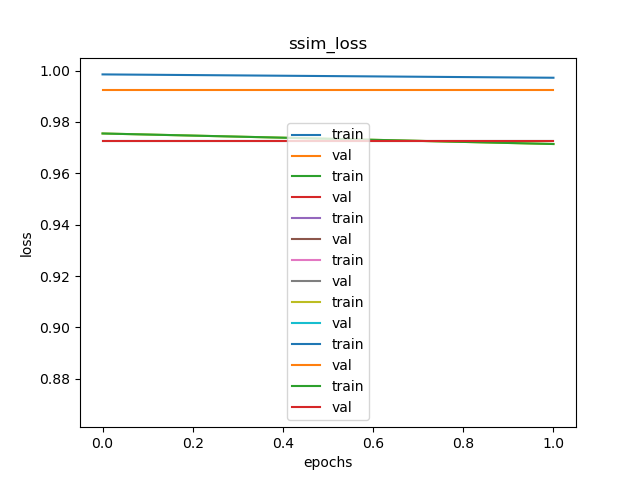 ssim_loss
1.00
0.98
0.96
0.94
0.92
0.90
0.88
loss
train
val
train
val
train
val
train
val
train
val
train
val
train
val
0.0 0.2 0.4 0.6 0.8 1.0
epochs